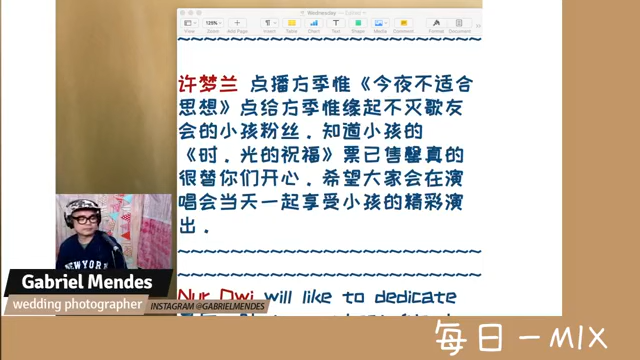 Wednesday — Edited
129%
View
Zoom
Add Page
Insert
Table
Chart
Text
Shape
Media
Comment
Format
Document
~~~~~~~~~~~~~~~~~~~~~~~~
许梦兰 点播方季惟《今夜不适合
思想》点给方季惟缘起不灭歌友
会的小孩粉丝．知道小孩的
《时．光的祝福》票已售罄真的
很替你们开心．希望大家会在演
唱会当天一起享受小孩的精彩演
出．
~~~~~~~~~~~~~~~~~~~~~~~~
~~~~~~~~~~~~~~~~~~~~~~~~
Nur Dwi will like to dedicate
NEW YORK
Gabriel Mendes
wedding photographer
INSTAGRAM @GABRIELMENDES
每日一MIX